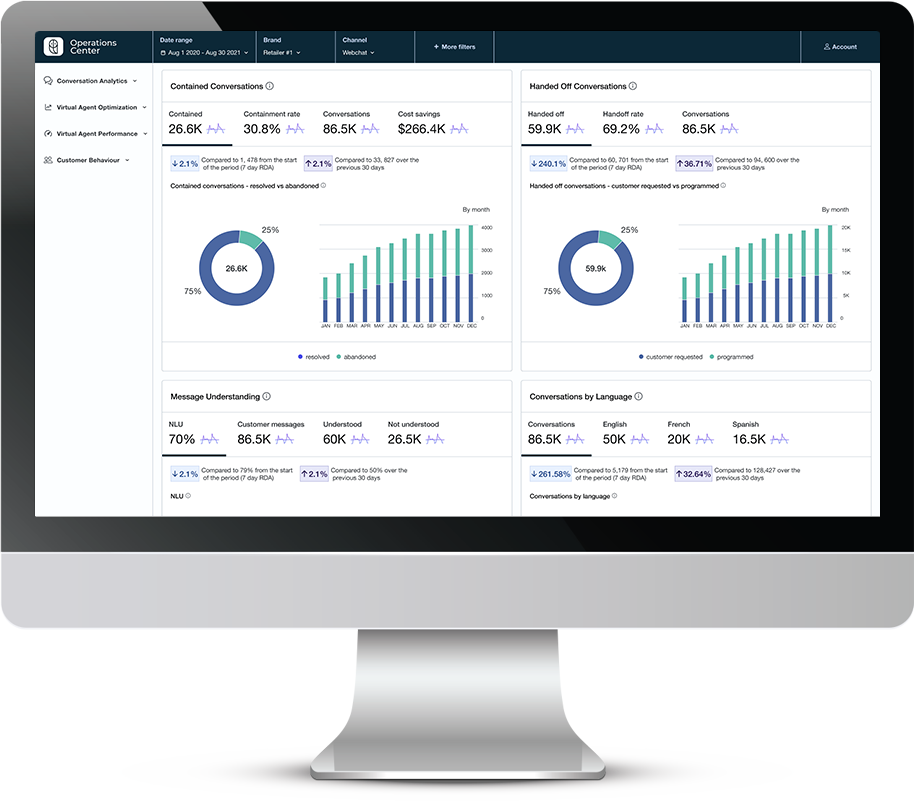 Operations
Center
Date range
Aug 1 2020 - Aug 30 2021
Brand
Retailer #1
Channel
Webchat
+ More filters
Account
Conversation Analytics
Virtual Agent Optimization
Virtual Agent Performance
Customer Behaviour
Contained Conversations
Contained
26.6K
Containment rate
30.8%
Conversations
86.5K
Cost savings
$266.4K
2.1%
Compared to 1, 478 from the start
of the period (7 day RDA)
2.1%
Compared to 33, 827 over the
previous 30 days
Contained conversations - resolved vs abandoned
By month
25%
26.6K
75%
4000
3000
2000
1000
0
JAN FEB MAR APR MAY JUN JUL AUG SEP OCT NOV DEC
resolved abandoned
Handed Off Conversations
Handed off
59.9K
Handoff rate
69.2%
Conversations
86.5K
240.1%
Compared to 60, 701 from the start
of the period (7 day RDA)
36.71%
Compared to 94, 600 over the
previous 30 days
Handed off conversations - customer requested vs programmed
By month
25%
59.9k
75%
20K
15K
10K
5K
0
JAN FEB MAR APR MAY JUN JUL AUG SEP OCT NOV DEC
customer requested programmed
Message Understanding
NLU
70%
Customer messages
86.5K
Understood
60K
Not understood
26.5K
2.1%
Compared to 79% from the start
of the period (7 day RDA)
2.1%
Compared to 50% over the
previous 30 days
NLU
Conversations by Language
Conversations
86.5K
English
50K
French
20K
Spanish
16.5K
261.58%
Compared to 5,179 from the start
of the period (7 day RDA)
32.64%
Compared to 128,427 over the
previous 30 days
Conversations by language